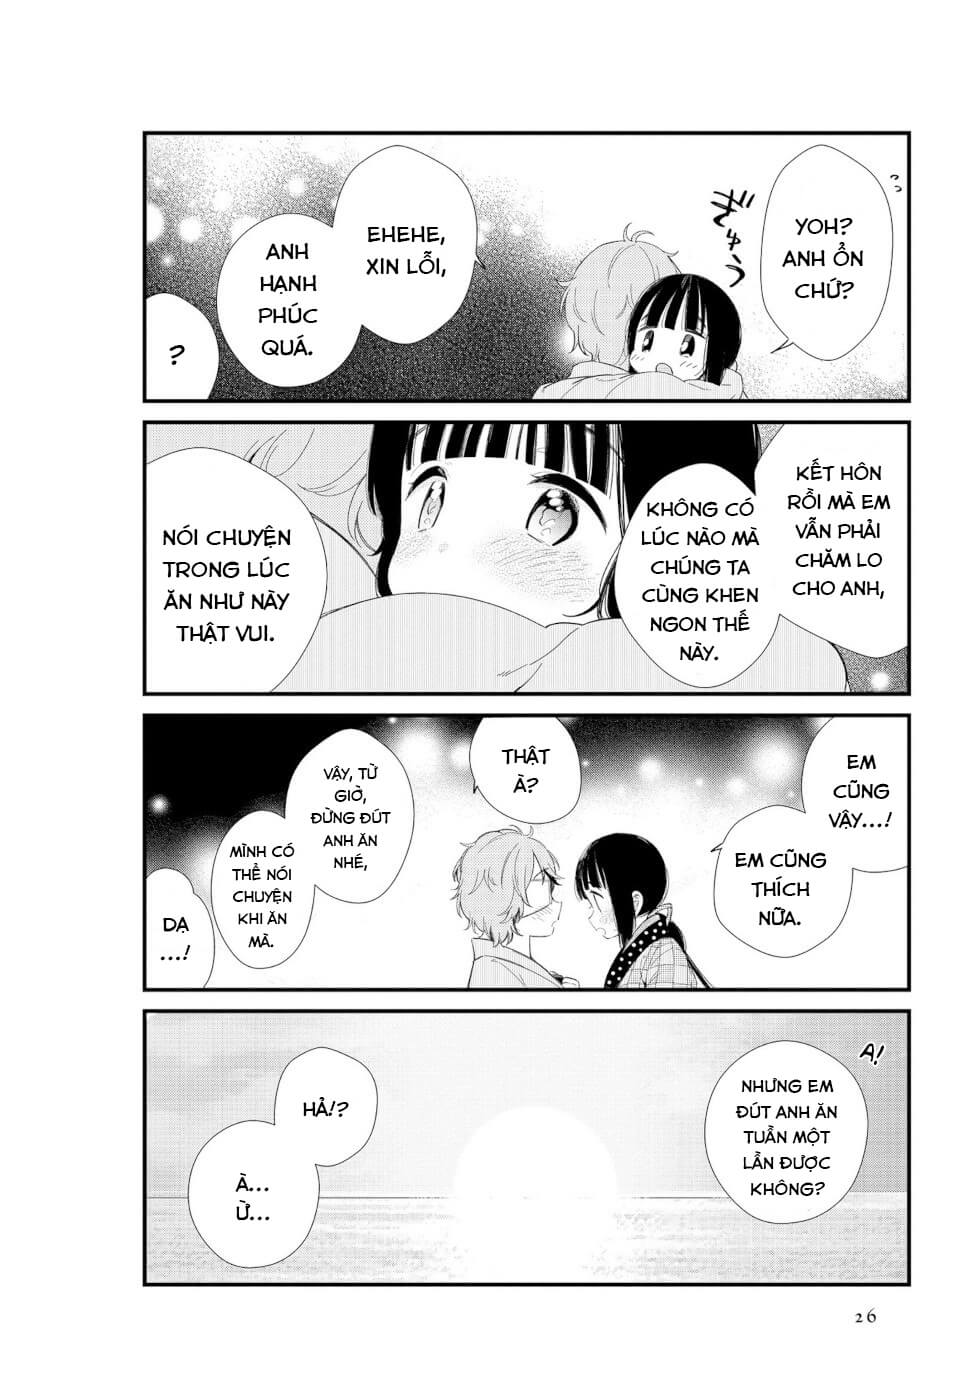 YOH?
ANH ỔN
CHỨ?
ぎゅぅ
EHEHE,
XIN LỖI,
ANH
HẠNH
PHÚC
QUÁ.
?
KẾT HÔN
RỒI MÀ EM
VẪN PHẢI
CHĂM LO
CHO ANH,
KHÔNG CÓ
LÚC NÀO MÀ
CHÚNG TA
CÙNG KHEN
NGON THẾ
NÀY.
NÓI CHUYỆN
TRONG LÚC
ĂN NHƯ NÀY
THẬT VUI.
EM
CŨNG
VẬY...!
EM CŨNG
THÍCH
NỮA.
THẬT
À?
VẬY, TỪ
GIỜ,
ĐỪNG ĐÚT
ANH ĂN
NHÉ,
MÌNH CÓ
THỂ NÓI
CHUYỆN
KHI ĂN
MÀ.
DẠ
...!
A!
NHƯNG EM
ĐÚT ANH ĂN
TUẦN MỘT
LẦN ĐƯỢC
KHÔNG?
HẢ!?
À...
Ừ...
26